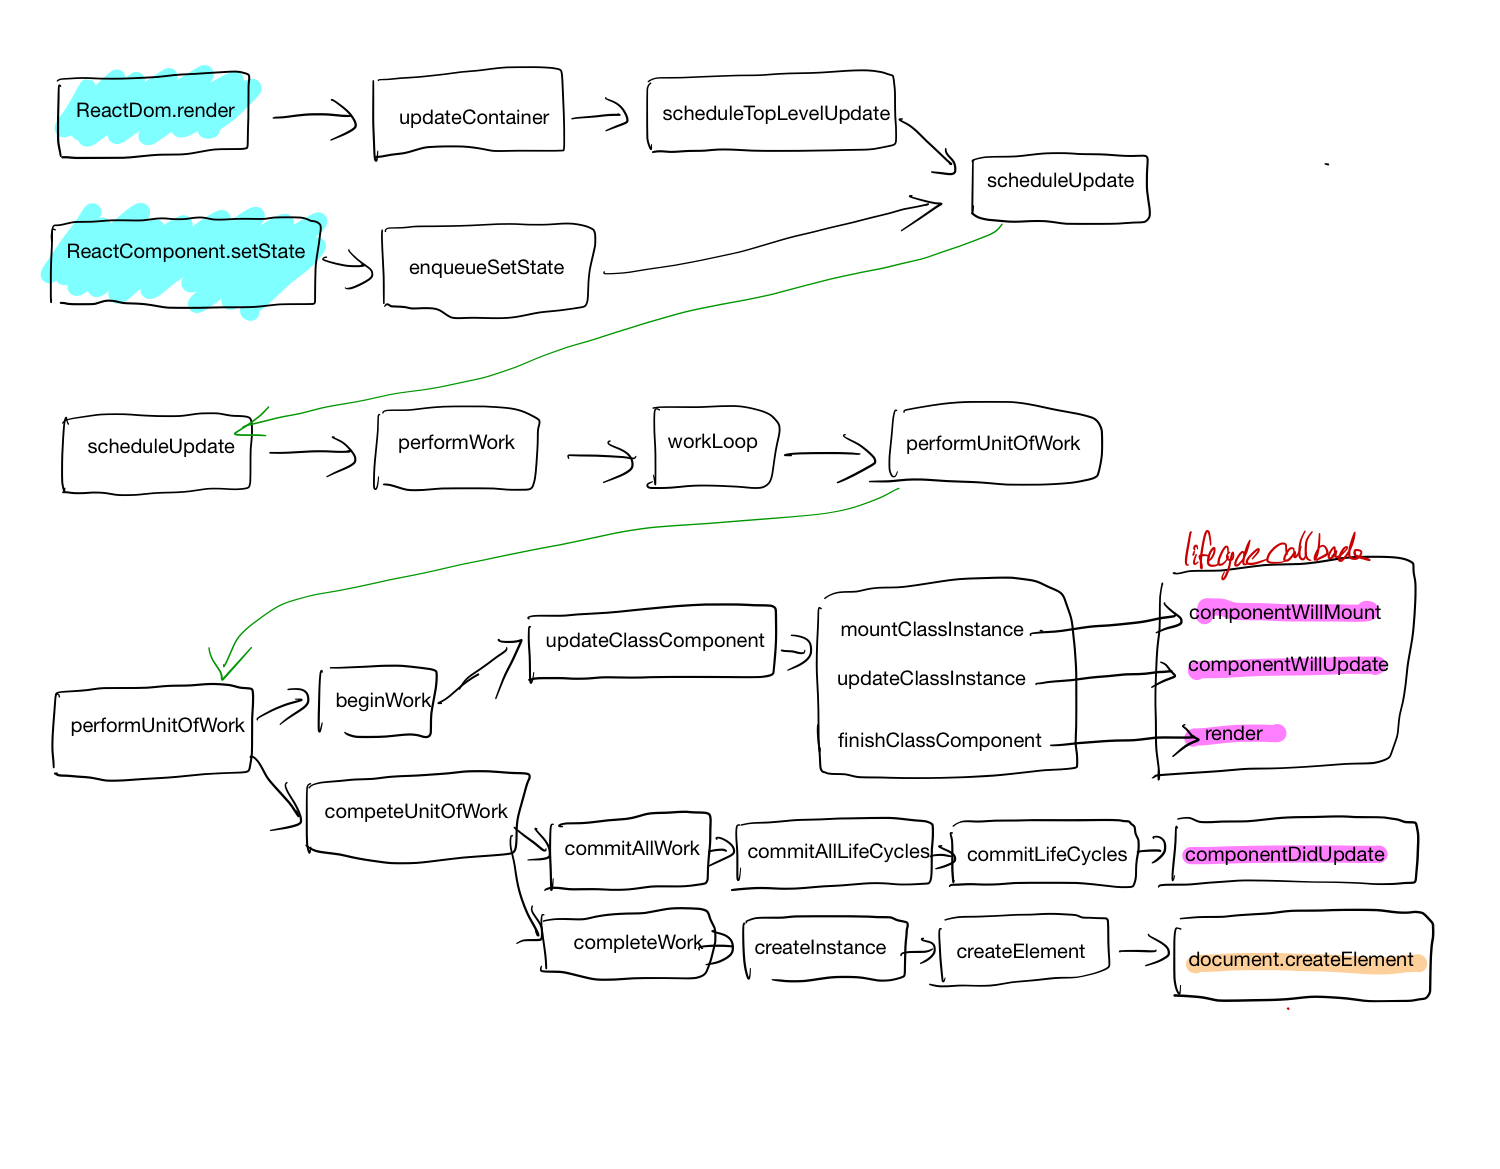 ReactDom.render
updateContainer
scheduleTopLevelUpdate
scheduleUpdate
ReactComponent.setState
enqueueSetState
scheduleUpdate
performWork
workLoop
performUnitOfWork
lifecycle callback
componentWillMount
mountClassInstance
updateClassComponent
componentWillUpdate
updateClassInstance
beginWork
performUnitOfWork
render
finishClassComponent
competeUnitOfWork
commitAllWork
commitAllLifeCycles
commitLifeCycles
componentDidUpdate
completeWork
createInstance
createElement
document.createElement